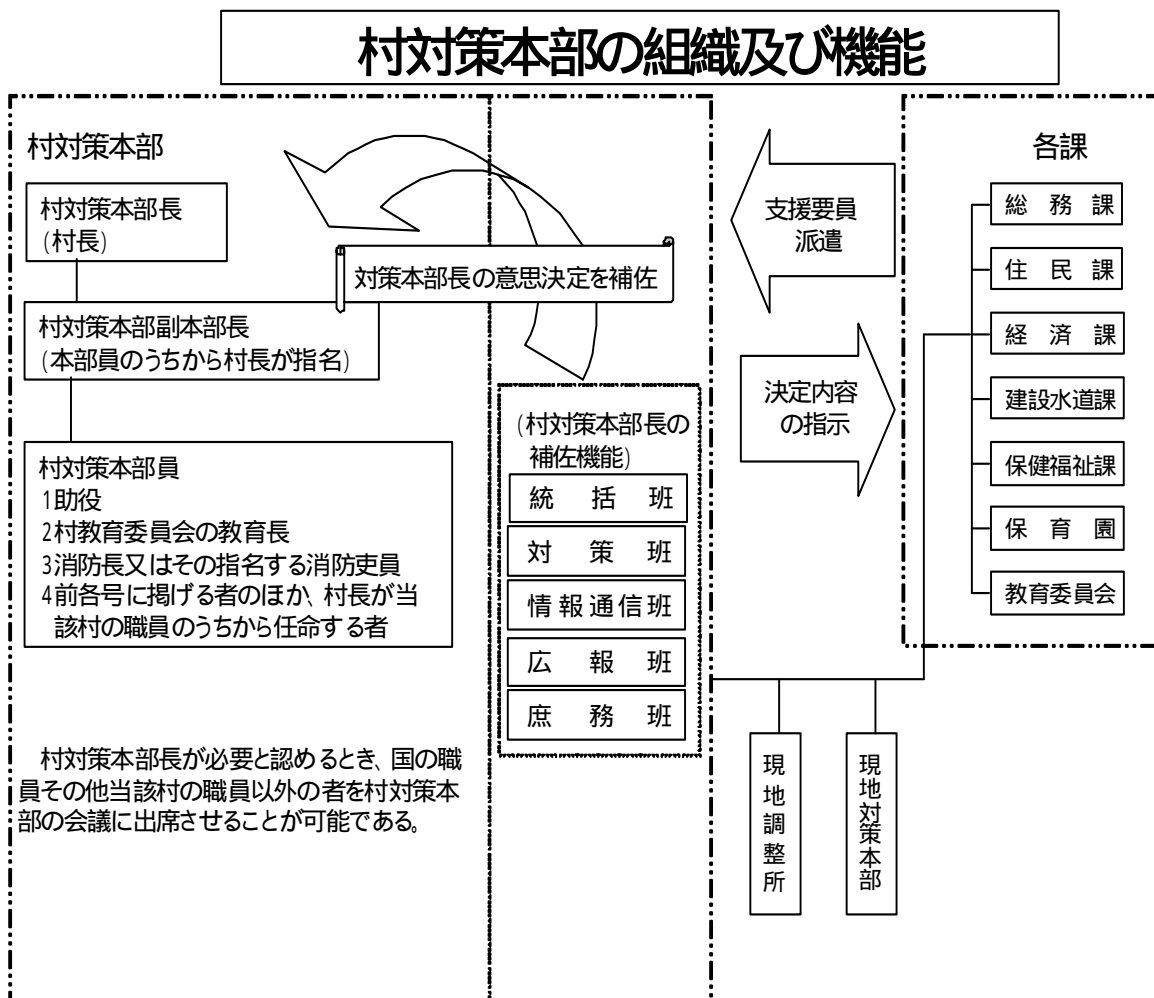 村対策本部の組織及び機能
村対策本部
村対策本部長
(村長)
村対策本部副本部長
(本部員のうちから村長が指名)
村対策本部員
1助役
2村教育委員会の教育長
3消防長又はその指名する消防吏員
4前各号に掲げる者のほか、村長が当
該村の職員のうちから任命する者
村対策本部長が必要と認めるとき、国の職
員その他当該村の職員以外の者を村対策本
部の会議に出席させることが可能である。
対策本部長の意思決定を補佐
(村対策本部長の
補佐機能)
統括班
対策班
情報通信班
広報班
庶務班
支援要員
派遣
決定内容
の指示
現地調整所
現地対策本部
各課
総務課
住民課
経済課
建設水道課
保健福祉課
保育園
教育委員会